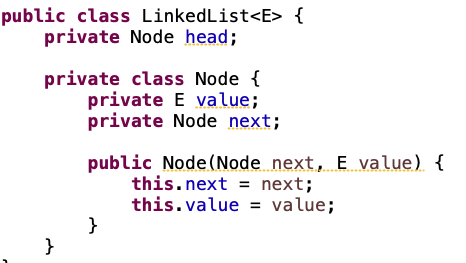 public class LinkedList<E> {
    private Node head;

    private class Node {
        private E value;
        private Node next;

        public Node(Node next, E value) {
            this.next = next;
            this.value = value;
        }
    }
}